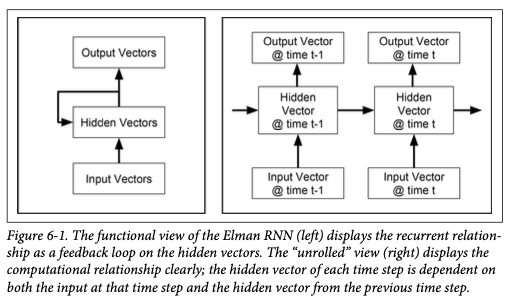 Output Vectors
Hidden Vectors
Input Vectors
Output Vector
@ time t-1
Output Vector
@ time t
Hidden
Vector
@ time t-1
Hidden
Vector
@ time t
Input Vector
@ time t-1
Input Vector
@ time t
Figure 6-1. The functional view of the Elman RNN (left) displays the recurrent relation-
ship as a feedback loop on the hidden vectors. The “unrolled” view (right) displays the
computational relationship clearly; the hidden vector of each time step is dependent on
both the input at that time step and the hidden vector from the previous time step.